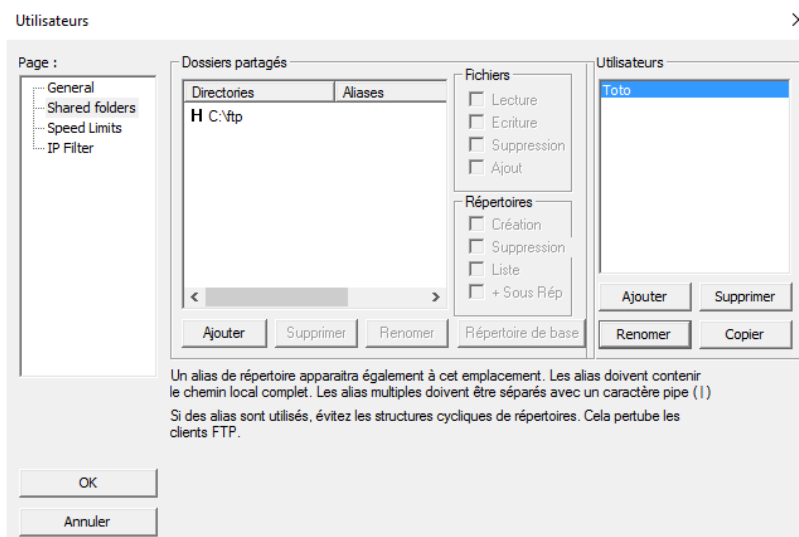 Utilisateurs
Page :
General
Shared folders
Speed Limits
IP Filter
Dossiers partagés
Directories Aliases
H C:\ftp
Fichiers
Lecture
Ecriture
Suppression
Ajout
Répertoires
Création
Suppression
Liste
+ Sous Rép
Ajouter Supprimer Renomer Répertoire de base
Utilisateurs
Toto
Ajouter Supprimer
Renomer Copier
Un alias de répertoire apparaitra également à cet emplacement. Les alias doivent contenir
le chemin local complet. Les alias multiples doivent être séparés avec un caractère pipe (|)
Si des alias sont utilisés, évitez les structures cycliques de répertoires. Cela pertube les
clients FTP.
OK
Annuler